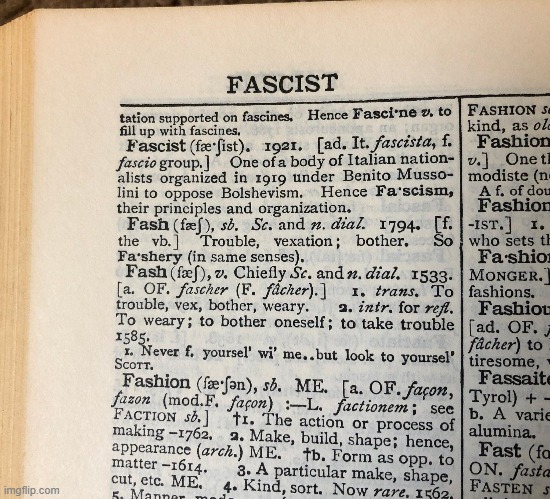 FASCIST
tation supported on fascines. Hence Fasci·ne v. to
fill up with fascines.
Fascist (fæ·ʃist). 1921. [ad. It. fascista, f.
fascio group.] One of a body of Italian nation-
alists organized in 1919 under Benito Musso-
lini to oppose Bolshevism. Hence Fa·scism,
their principles and organization.
Fash (fæʃ), sb. Sc. and n. dial. 1794. [f.
the vb.] Trouble, vexation; bother. So
Fa·shery (in same senses).
Fash (fæʃ), v. Chiefly Sc. and n. dial. 1533.
[a. OF. fascher (F. fâcher).] 1. trans. To
trouble, vex, bother, weary. 2. intr. for refl.
To weary; to bother oneself; to take trouble
1585.
1. Never f. yoursel' wi' me..but look to yoursel'
SCOTT.
Fashion (fæ·ʃən), sb. ME. [a. OF. façon,
fazon (mod.F. façon) :—L. factionem; see
FACTION sb.] †1. The action or process of
making –1762. 2. Make, build, shape; hence,
appearance (arch.) ME. †b. Form as opp. to
matter –1614. 3. A particular make, shape,
cut, etc. ME. 4. Kind, sort. Now rare. 1562.
5. Manner
FASHION
kind, as
Fashion
v.] One
modiste
A f. of
Fashion
-IST.] 1.
who sets
Fa·shio
MONGER.]
fashions.
Fashiou
[ad. OF.
fâcher) to
tiresome,
Fassait
Tyrol) + -
b. A varie
alumina.
Fast
ON. fasta
FASTEN
imgflip.com